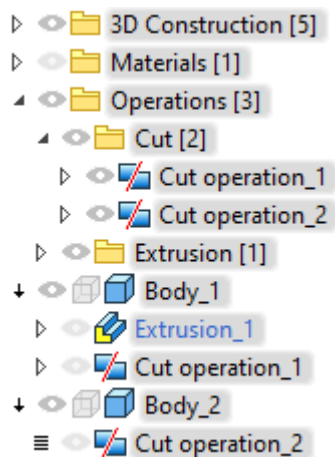 3D Construction [5]
Materials [1]
Operations [3]
Cut [2]
Cut operation_1
Cut operation_2
Extrusion [1]
Body_1
Extrusion_1
Cut operation_1
Body_2
Cut operation_2